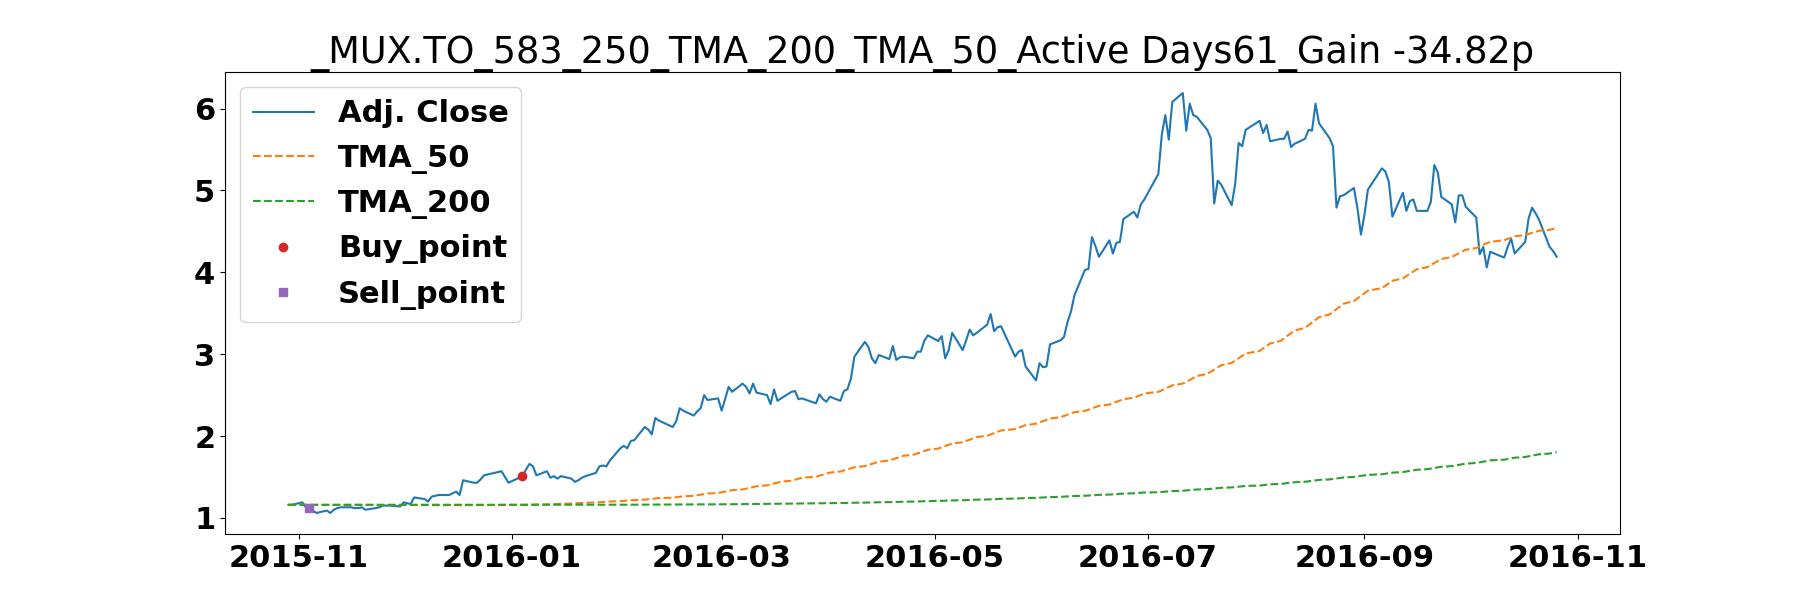 _MUX.TO_583_250_TMA_200_TMA_50_Active Days61_Gain -34.82p
Adj. Close
TMA_50
TMA_200
Buy_point
Sell_point
6
5
4
3
2
1
2015-11 2016-01 2016-03 2016-05 2016-07 2016-09 2016-11